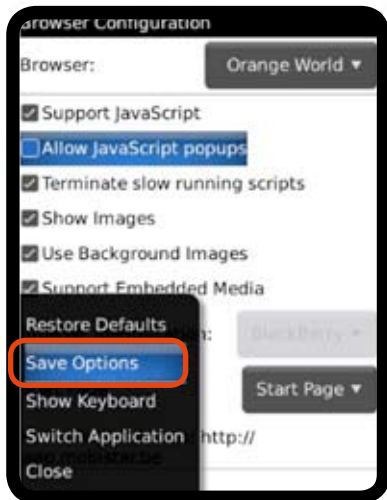 Browser Configuration
Browser: Orange World
Support JavaScript
Allow JavaScript popups
Terminate slow running scripts
Show Images
Use Background Images
Support Embedded Media
Restore Defaults
BlackBerry
Save Options
Start Page
Show Keyboard
Switch Application http://
Close